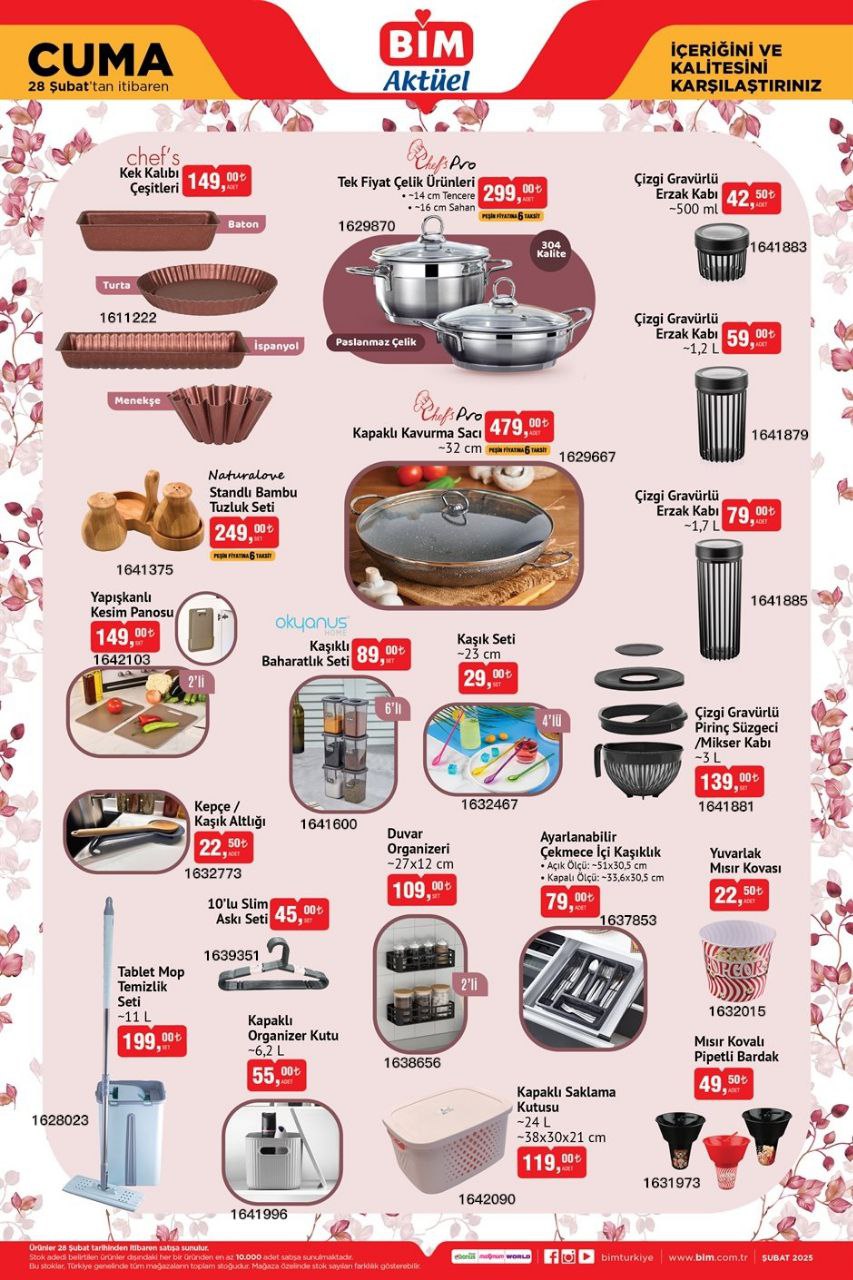 CUMA
28 Şubat'tan itibaren
BİM
Aktüel
İÇERİĞİNİ VE
KALİTESİNİ
KARŞILAŞTIRINIZ
chef's
Kek Kalıbı
Çeşitleri
149,00₺
ADET
Baton
Turta
1611222
İspanyol
Menekşe
Chef's Pro
Tek Fiyat Çelik Ürünleri
• ~14 cm Tencere
• ~16 cm Sahan
299,00₺
ADET
PEŞİN FİYATINA 6 TAKSİT
1629870
304
Kalite
Paslanmaz Çelik
Çizgi Gravürlü
Erzak Kabı
~500 ml
42,50₺
ADET
1641883
Çizgi Gravürlü
Erzak Kabı
~1,2 L
59,00₺
ADET
1641879
Chef's Pro
Kapaklı Kavurma Sacı
~32 cm
479,00₺
ADET
PEŞİN FİYATINA 6 TAKSİT
1629667
Naturalove
Standlı Bambu
Tuzluk Seti
249,00₺
SET
PEŞİN FİYATINA 6 TAKSİT
1641375
Çizgi Gravürlü
Erzak Kabı
~1,7 L
79,00₺
ADET
1641885
Yapışkanlı
Kesim Panosu
149,00₺
SET
1642103
2'li
okyanus
HOME
Kaşıklı
Baharatlık Seti
89,00₺
SET
6'lı
1641600
Kaşık Seti
~23 cm
29,00₺
SET
4'lü
1632467
Çizgi Gravürlü
Pirinç Süzgeci
/Mikser Kabı
~3 L
139,00₺
ADET
1641881
Kepçe /
Kaşık Altlığı
22,50₺
ADET
1632773
Duvar
Organizeri
~27x12 cm
109,00₺
SET
2'li
1638656
Ayarlanabilir
Çekmece İçi Kaşıklık
• Açık Ölçü: ~51x30,5 cm
• Kapalı Ölçü: ~33,6x30,5 cm
79,00₺
ADET
1637853
Yuvarlak
Mısır Kovası
22,50₺
ADET
POPCORN
1632015
10'lu Slim
Askı Seti
45,00₺
SET
1639351
Tablet Mop
Temizlik
Seti
~11 L
199,00₺
SET
1628023
Kapaklı
Organizer Kutu
~6,2 L
55,00₺
ADET
1641996
Kapaklı Saklama
Kutusu
~24 L
~38x30x21 cm
119,00₺
ADET
1642090
Mısır Kovalı
Pipetli Bardak
49,50₺
ADET
1631973
Ürünler 28 Şubat tarihinden itibaren satışa sunulur.
Stok adedi belirtilen ürünler dışındaki her bir üründen en az 10.000 adet satışa sunulmaktadır.
Bu stoklar, Türkiye genelinde tüm mağazaların toplam stoğudur. Mağaza özelinde stok sayıları farklılık gösterebilir.
bonus maximum WORLD
bimturkiye
www.bim.com.tr
ŞUBAT 2025